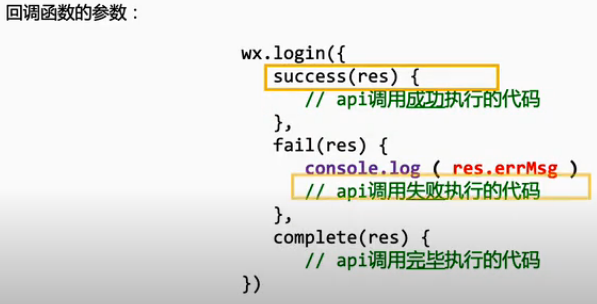 回调函数的参数：
wx.login({
success(res) {
// api调用成功执行的代码
},
fail(res) {
console.log ( res.errMsg )
// api调用失败执行的代码
},
complete(res) {
// api调用完毕执行的代码
})